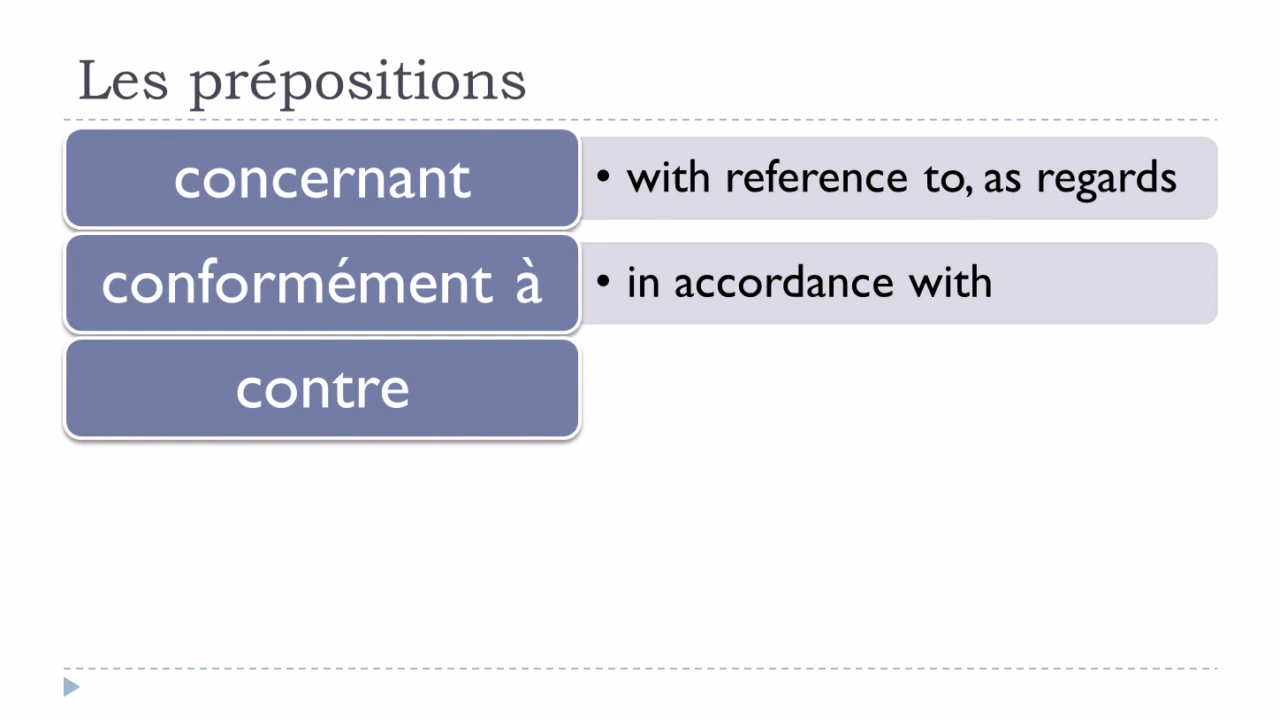 Les prépositions
concernant
• with reference to, as regards
conformément à
• in accordance with
contre